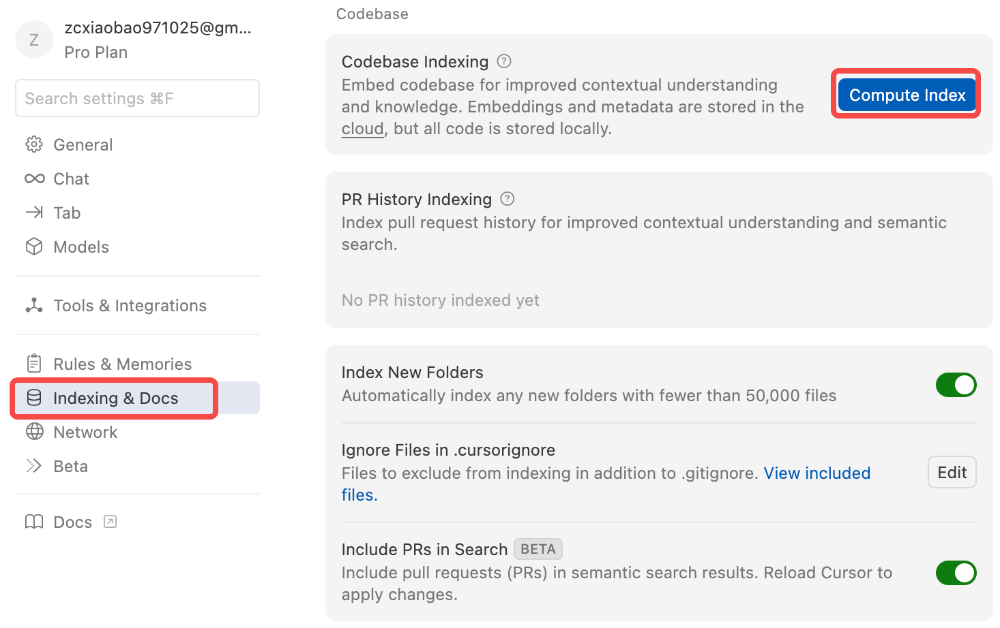 Z
zcxiaobao971025@gm...
Pro Plan
Search settings ⌘F
General
Chat
Tab
Models
Tools & Integrations
Rules & Memories
Indexing & Docs
Network
Beta
Docs
Codebase
Codebase Indexing
Embed codebase for improved contextual understanding
and knowledge. Embeddings and metadata are stored in the
cloud, but all code is stored locally.
Compute Index
PR History Indexing
Index pull request history for improved contextual understanding and semantic
search.
No PR history indexed yet
Index New Folders
Automatically index any new folders with fewer than 50,000 files
Ignore Files in .cursorignore
Files to exclude from indexing in addition to .gitignore. View included
files.
Edit
Include PRs in Search BETA
Include pull requests (PRs) in semantic search results. Reload Cursor to
apply changes.